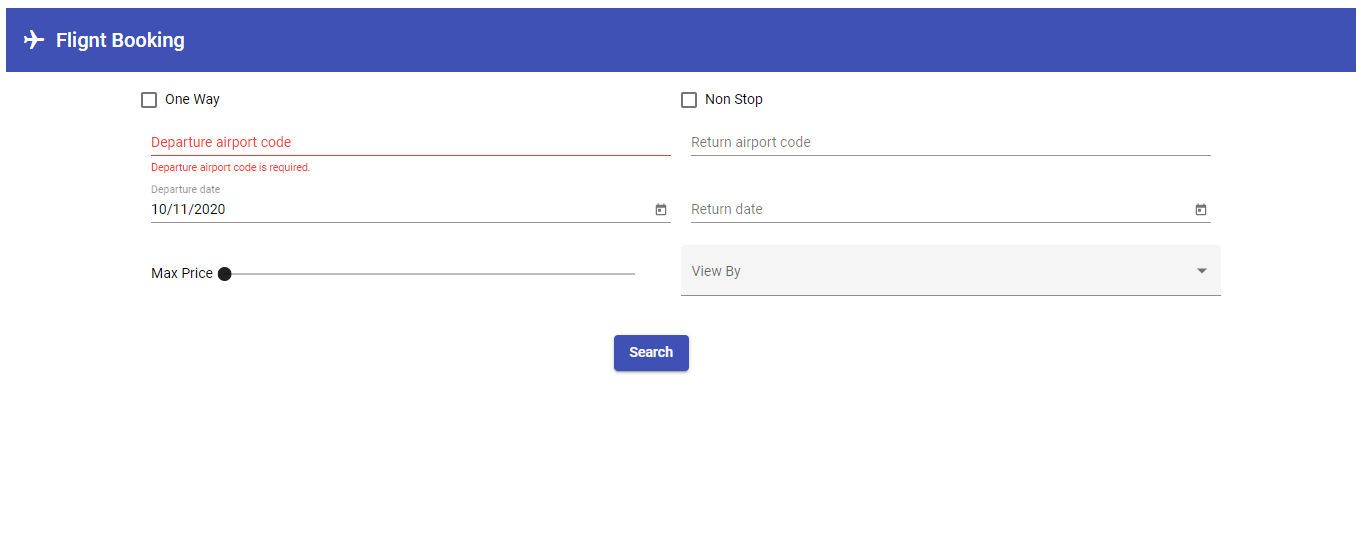 Flignt Booking
One Way
Non Stop
Departure airport code
Return airport code
Departure airport code is required.
Departure date
10/11/2020
Return date
Max Price
View By
Search